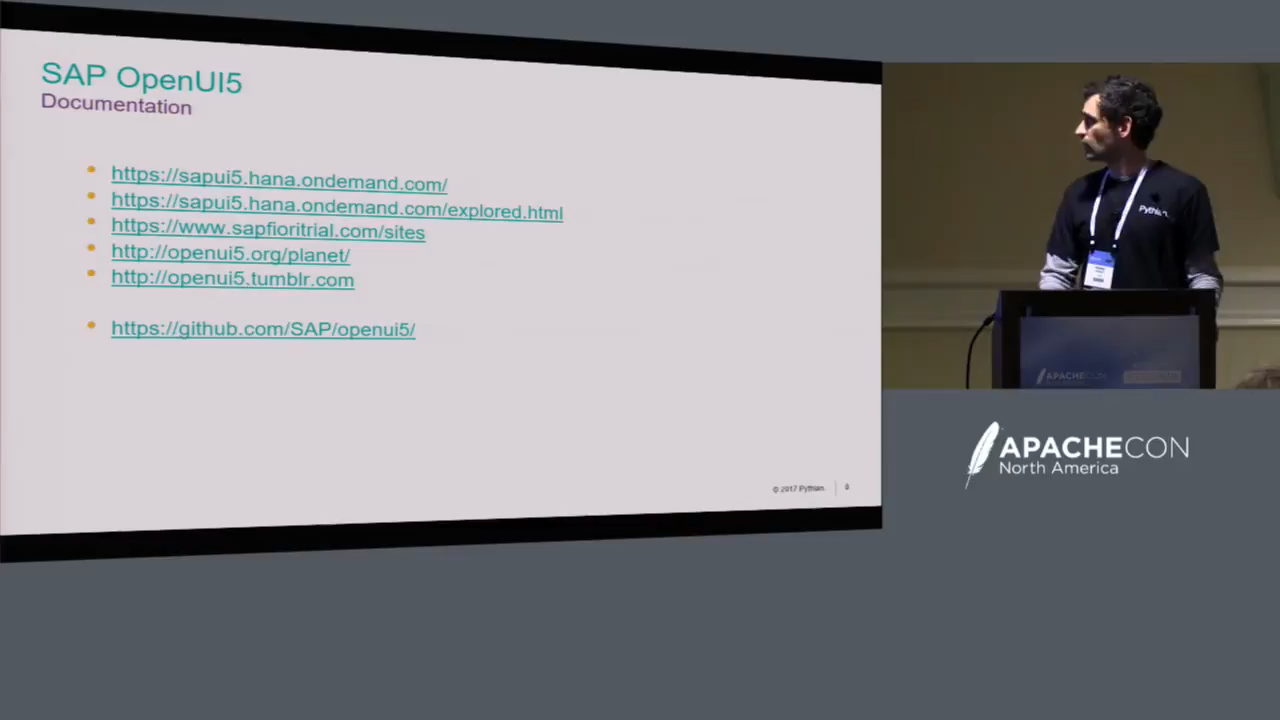 SAP OpenUI5
Documentation
https://sapui5.hana.ondemand.com/
https://sapui5.hana.ondemand.com/explored.html
https://www.sapfioritrial.com/sites
http://openui5.org/planet/
http://openui5.tumblr.com
https://github.com/SAP/openui5/
© 2017 Pythian.
Pythian
APACHECON
APACHECON
North America